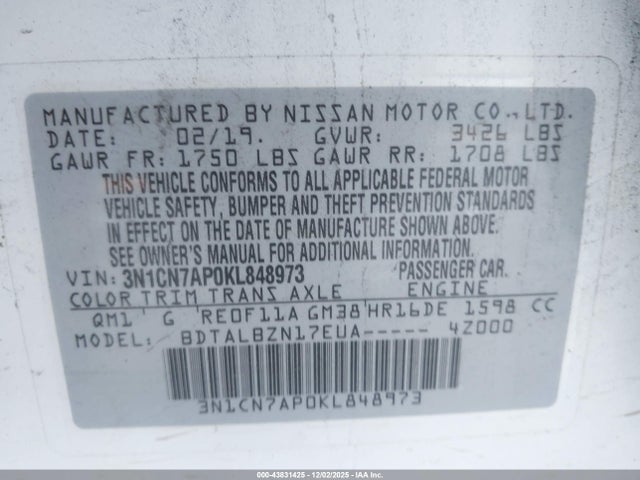 MANUFACTURED BY NISSAN MOTOR CO.,LTD.
DATE: 02/19. GVWR: 3426 LBS
GAWR FR: 1750 LBS GAWR RR: 1708 LBS
THIS VEHICLE CONFORMS TO ALL APPLICABLE FEDERAL MOTOR
VEHICLE SAFETY, BUMPER AND THEFT PREVENTION STANDARDS
IN EFFECT ON THE DATE OF MANUFACTURE SHOWN ABOVE.
SEE OWNER'S MANUAL FOR ADDITIONAL INFORMATION.
VIN: 3N1CN7AP0KL848973 PASSENGER CAR.
COLOR TRIM TRANS AXLE ENGINE
QM1 G RE0F11A GM38 HR16DE 1598 CC
MODEL: BDTALBZN17EUA----- 4Z000
3N1CN7AP0KL848973
000-43831425 - 12/02/2025 - IAA Inc.